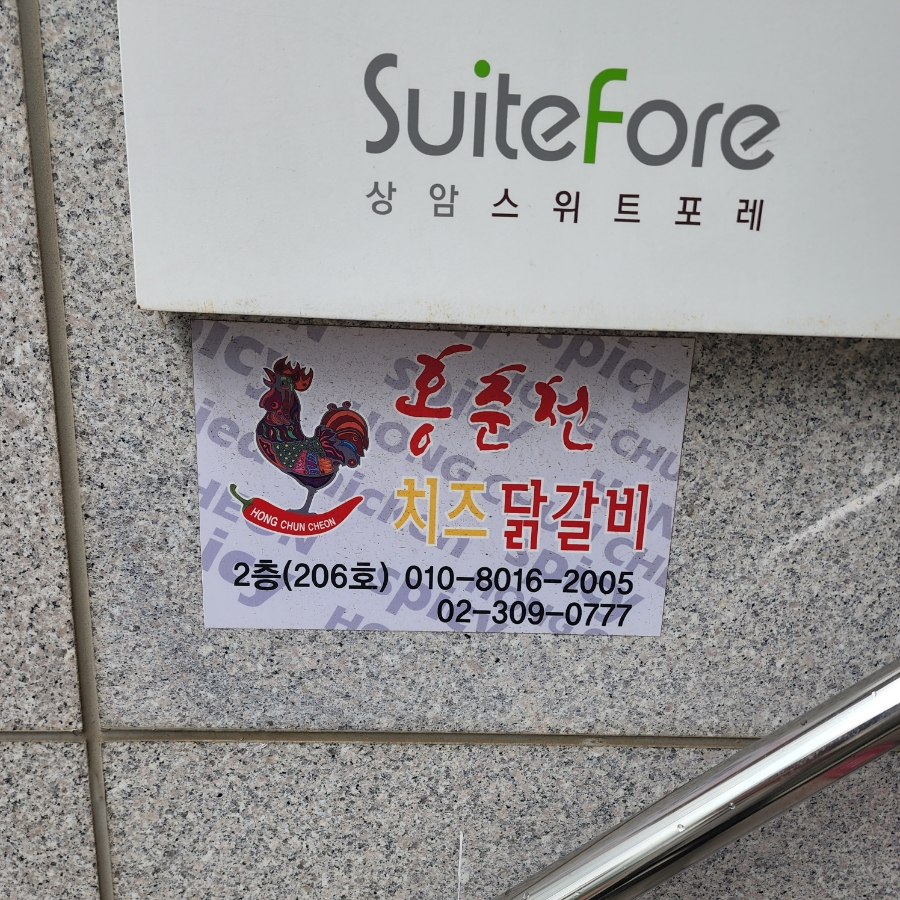 Suitefore
상암스위트포레
홍춘천
치즈닭갈비
HONG CHUN CHEON
2층(206호) 010-8016-2005
02-309-0777